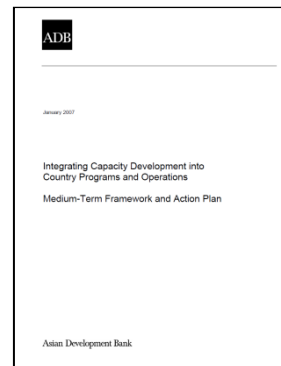 ADB
January 2007
Integrating Capacity Development into
Country Programs and Operations
Medium-Term Framework and Action Plan
Asian Development Bank